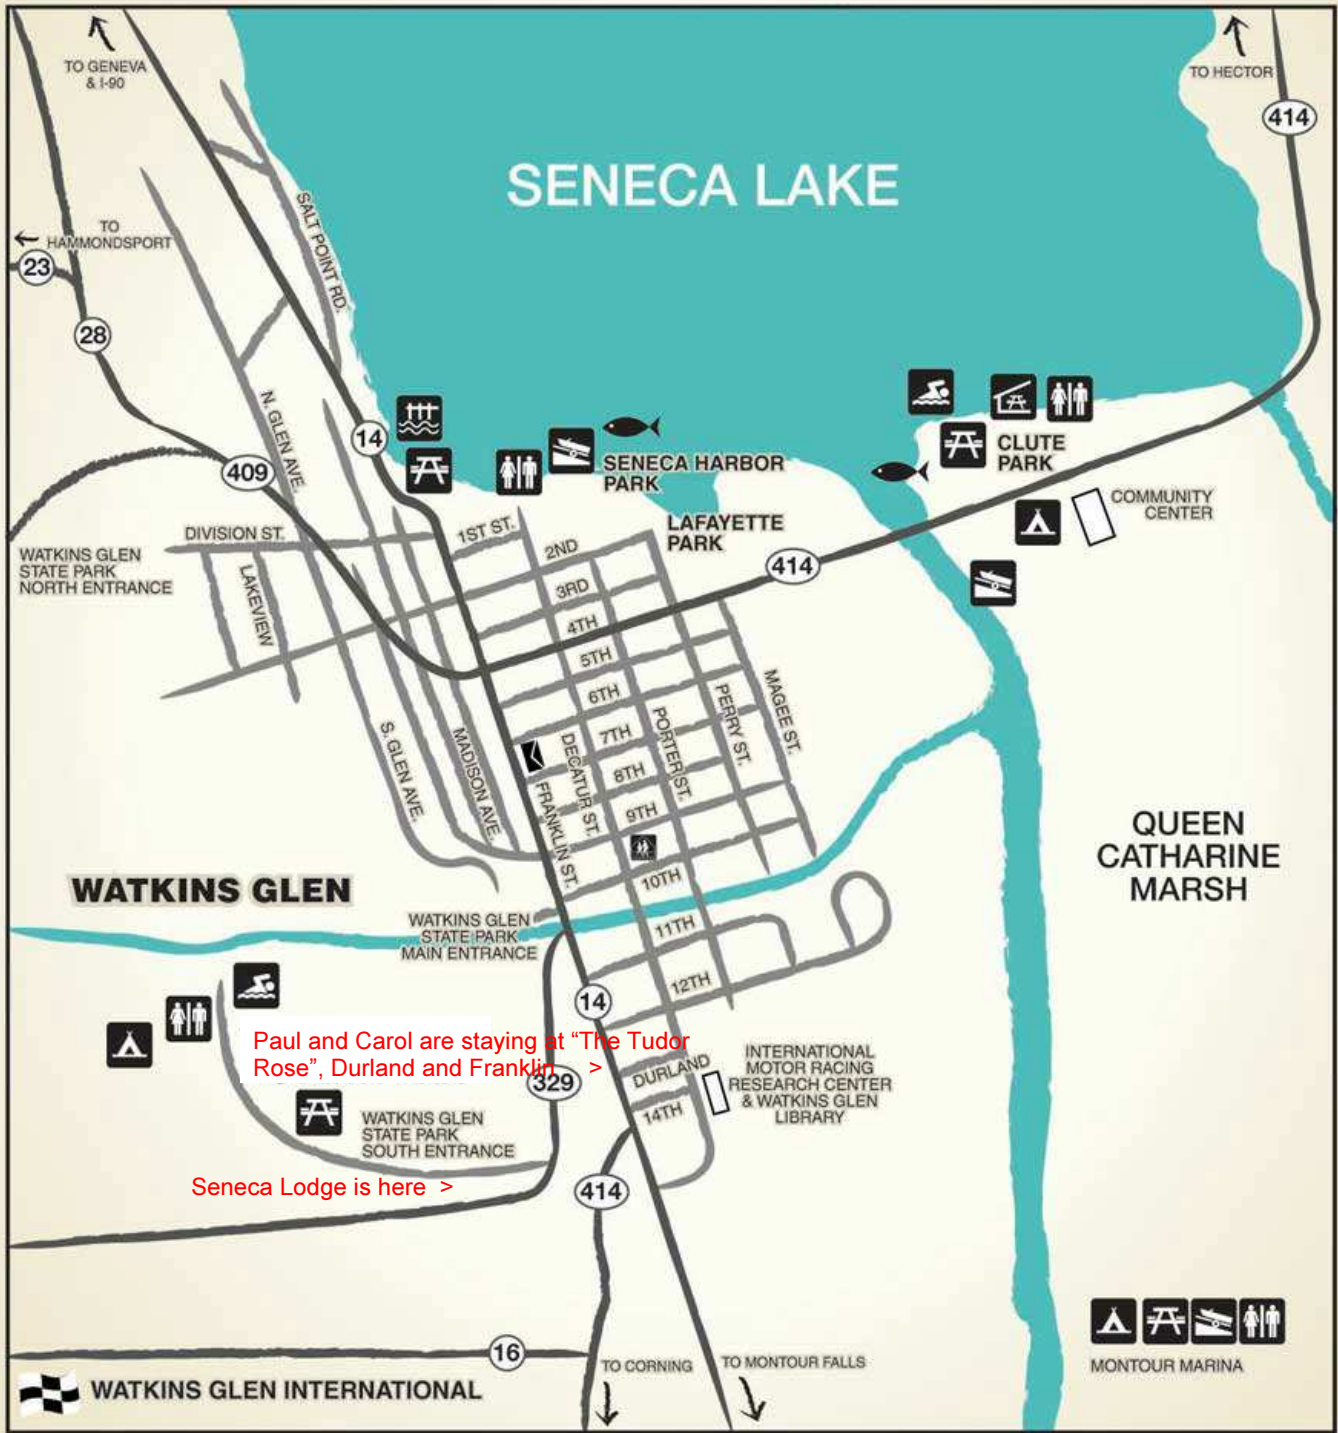 TO GENEVA
& I-90
TO HECTOR
414
SENECA LAKE
TO
HAMMONDSPORT
23
SALT POINT RD.
28
N. GLEN AVE.
14
409
SENECA HARBOR
PARK
CLUTE
PARK
COMMUNITY
CENTER
LAFAYETTE
PARK
414
DIVISION ST.
WATKINS GLEN
STATE PARK
NORTH ENTRANCE
LAKEVIEW
1ST ST.
2ND
3RD
4TH
5TH
6TH
7TH
8TH
9TH
10TH
11TH
12TH
S. GLEN AVE.
MADISON AVE.
FRANKLIN ST.
DECATUR ST.
PORTER ST.
PERRY ST.
MAGEE ST.
QUEEN
CATHARINE
MARSH
WATKINS GLEN
WATKINS GLEN
STATE PARK
MAIN ENTRANCE
14
Paul and Carol are staying at “The Tudor
Rose”, Durland and Franklin >
329
DURLAND
14TH
INTERNATIONAL
MOTOR RACING
RESEARCH CENTER
& WATKINS GLEN
LIBRARY
WATKINS GLEN
STATE PARK
SOUTH ENTRANCE
Seneca Lodge is here >
414
16
TO CORNING
TO MONTOUR FALLS
MONTOUR MARINA
WATKINS GLEN INTERNATIONAL